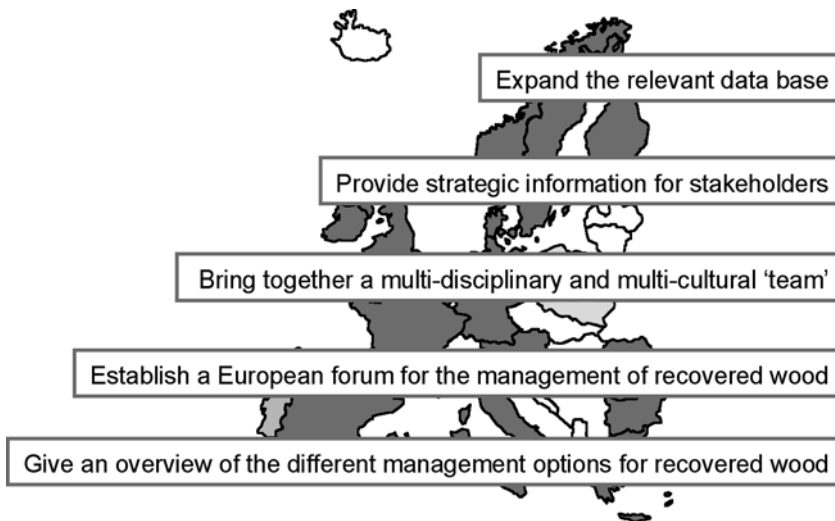 Expand the relevant data base
Provide strategic information for stakeholders
Bring together a multi-disciplinary and multi-cultural ‘team’
Establish a European forum for the management of recovered wood
Give an overview of the different management options for recovered wood